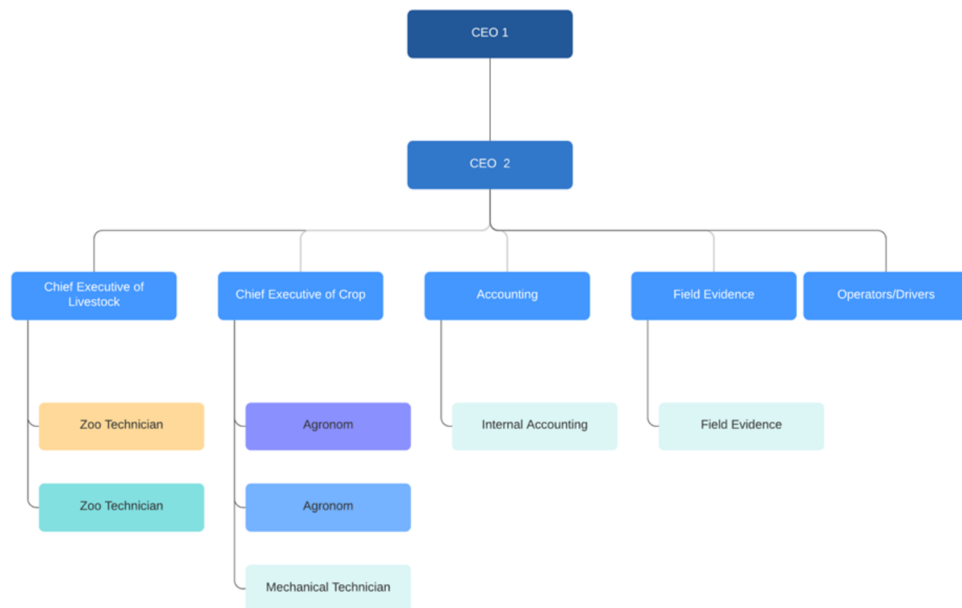 CEO 1
CEO 2
Chief Executive of
Livestock
Chief Executive of Crop
Accounting
Field Evidence
Operators/Drivers
Zoo Technician
Agronom
Internal Accounting
Field Evidence
Zoo Technician
Agronom
Mechanical Technician